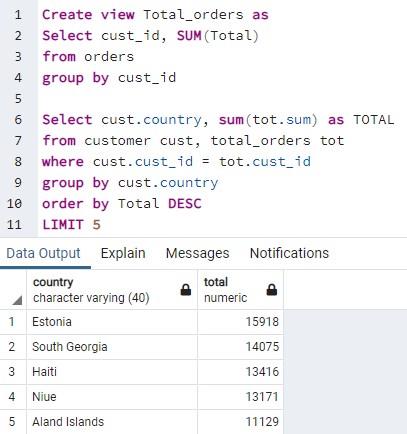 1 Create view Total_orders as
2 Select cust_id, SUM(Total)
3 from orders
4 group by cust_id
5
6 Select cust.country, sum(tot.sum) as TOTAL
7 from customer cust, total_orders tot
8 where cust.cust_id = tot.cust_id
9 group by cust.country
10 order by Total DESC
11 LIMIT 5
Data Output Explain Messages Notifications
country total
character varying (40) numeric
1 Estonia 15918
2 South Georgia 14075
3 Haiti 13416
4 Niue 13171
5 Aland Islands 11129